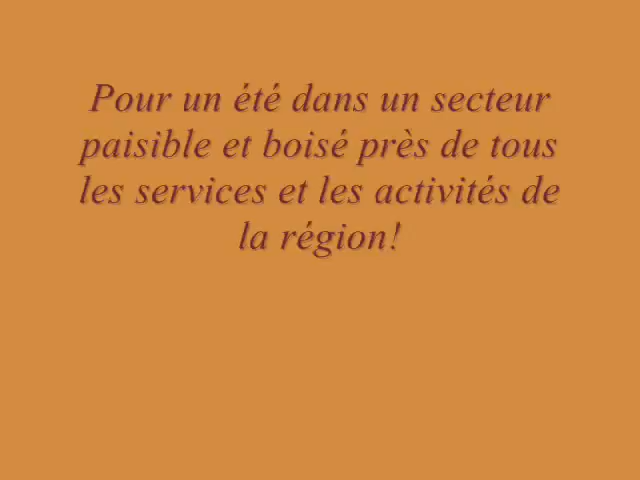 Pour un été dans un secteur
paisible et boisé près de tous
les services et les activités de
la région!